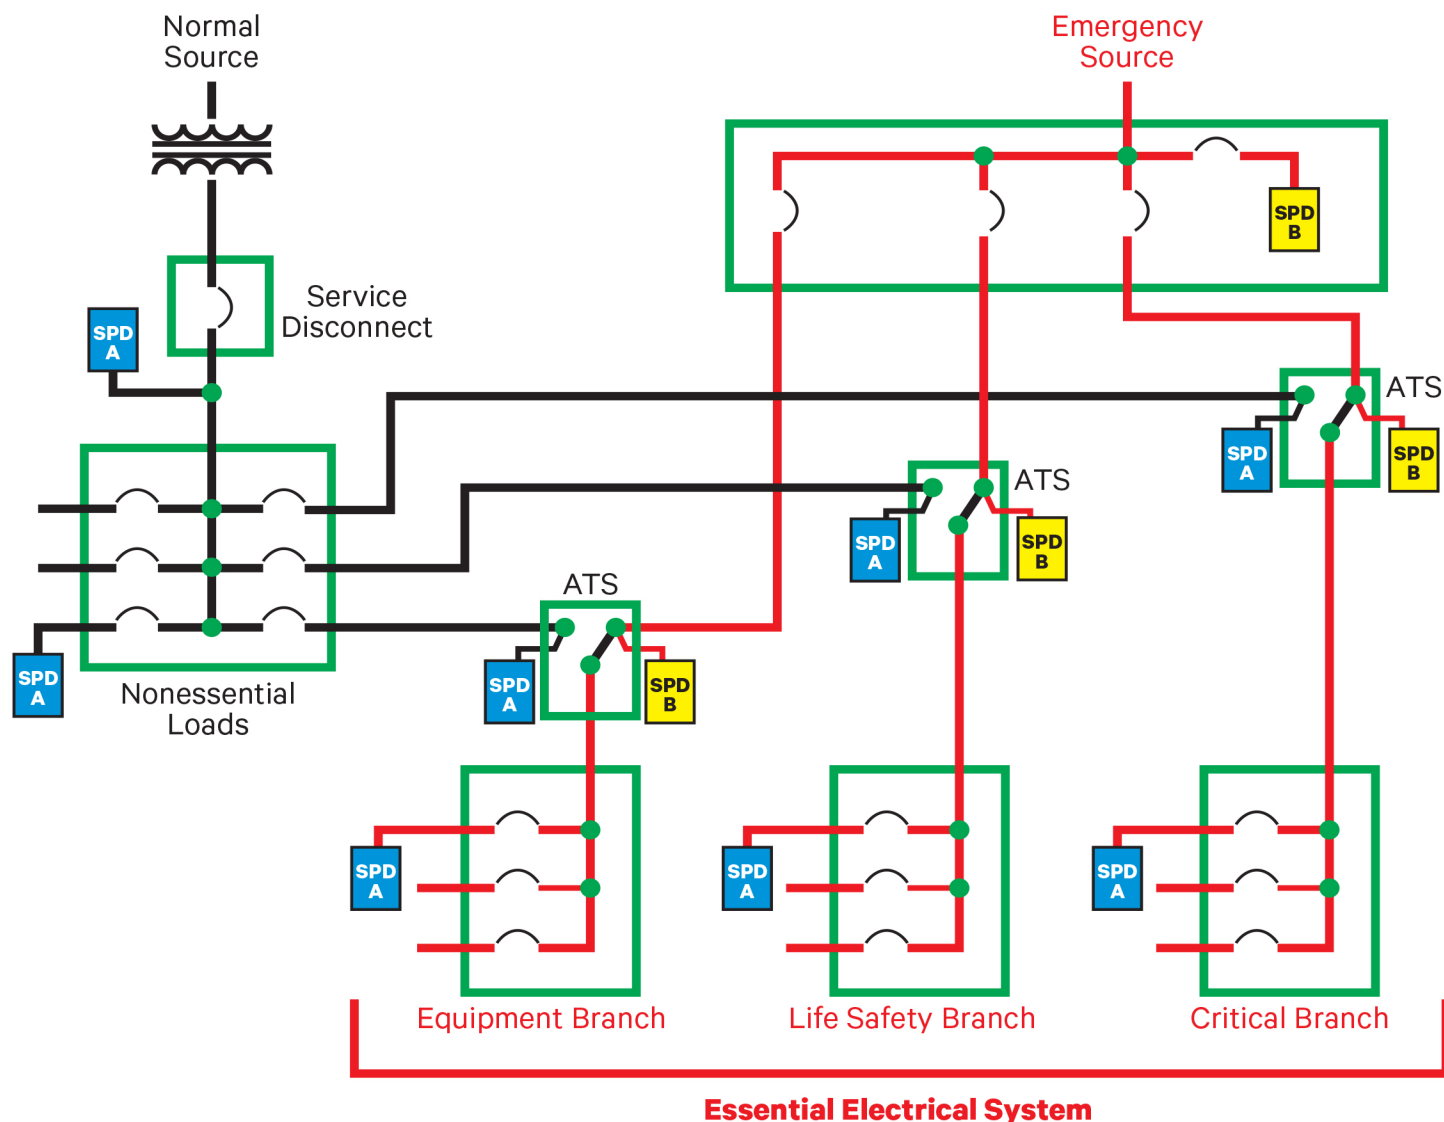 Normal
Source
Emergency
Source
SPD
B
Service
Disconnect
SPD
A
ATS
SPD
A
SPD
B
ATS
SPD
A
SPD
B
ATS
SPD
A
SPD
B
SPD
A
Nonessential
Loads
SPD
A
SPD
A
SPD
A
Equipment Branch
Life Safety Branch
Critical Branch
Essential Electrical System